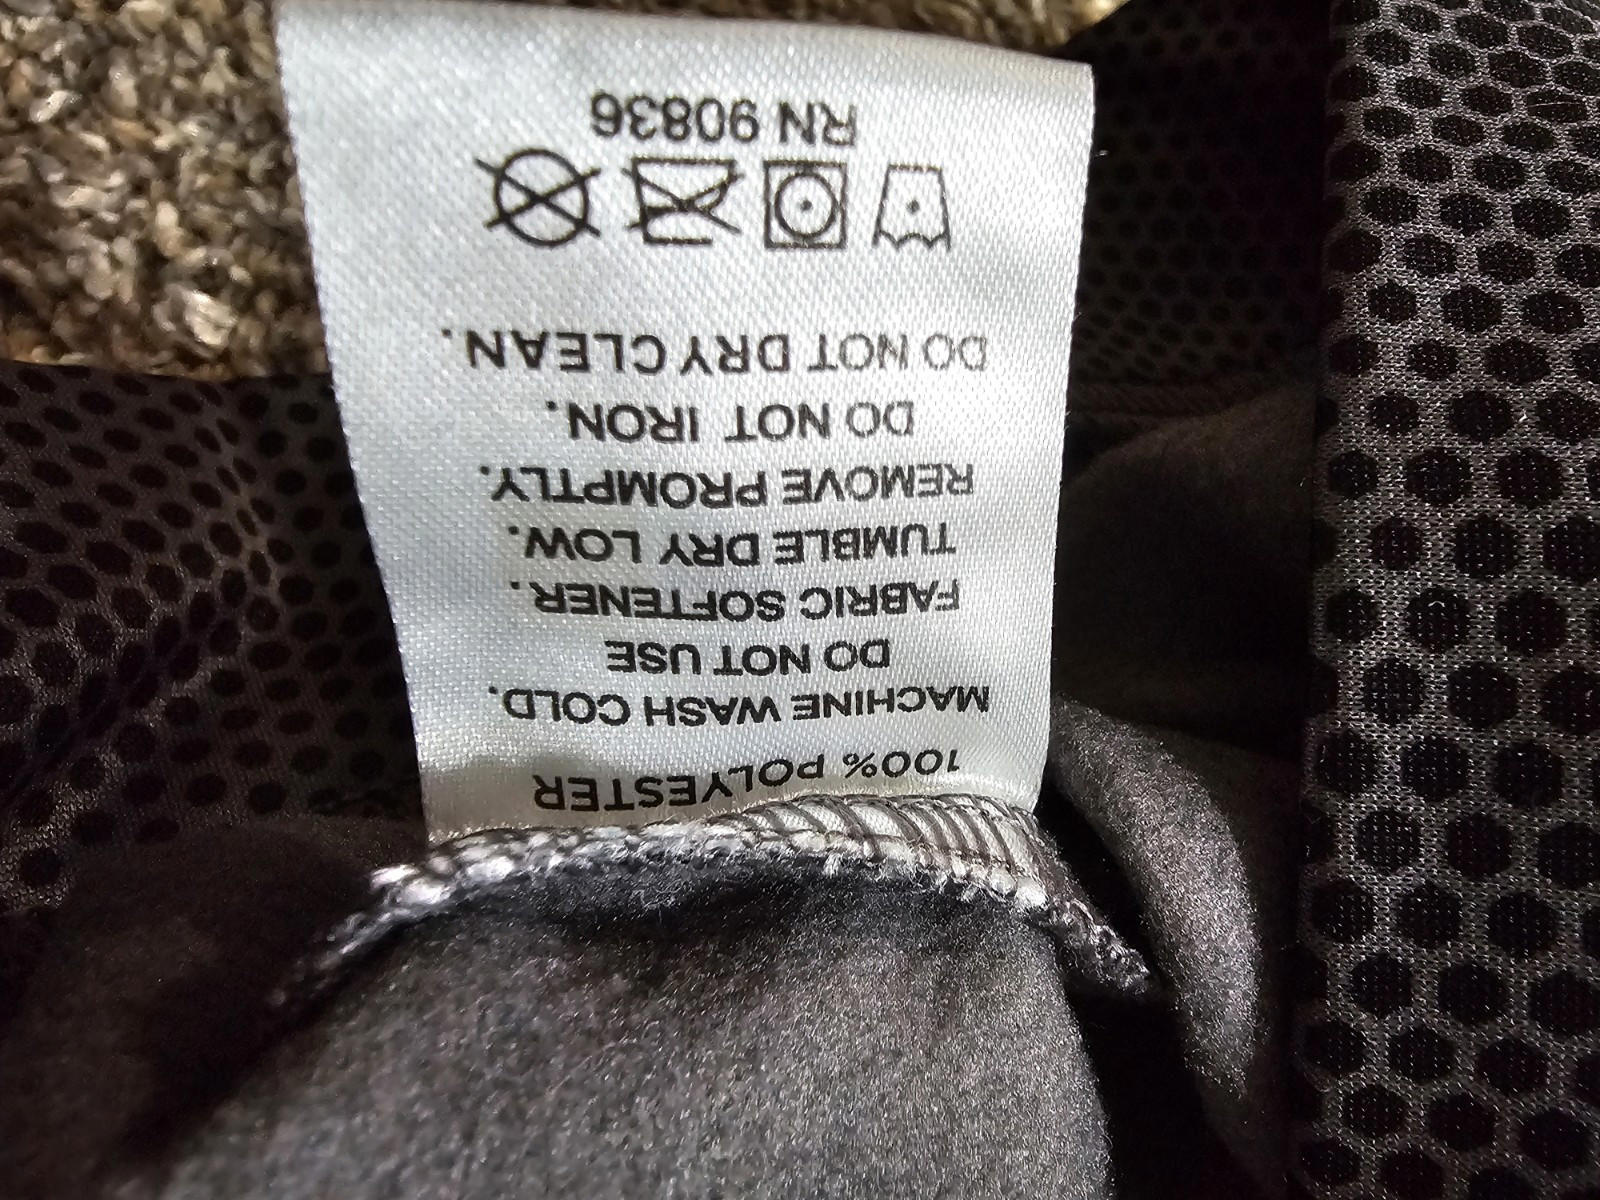 100% POLYESTER
MACHINE WASH COLD.
DO NOT USE
FABRIC SOFTENER.
TUMBLE DRY LOW.
REMOVE PROMPTLY.
DO NOT IRON.
DO NOT DRY CLEAN.
RN 90836